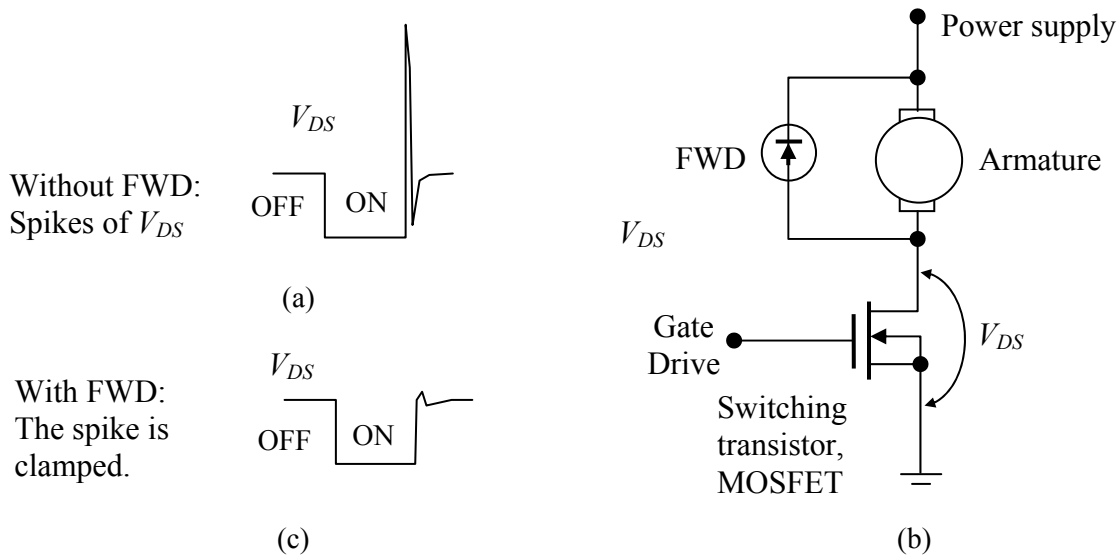 V_DS
Without FWD:
Spikes of V_DS
OFF
ON
(a)
V_DS
With FWD:
The spike is
clamped.
OFF
ON
(c)
Power supply
FWD
Armature
V_DS
Gate
Drive
V_DS
Switching
transistor,
MOSFET
(b)